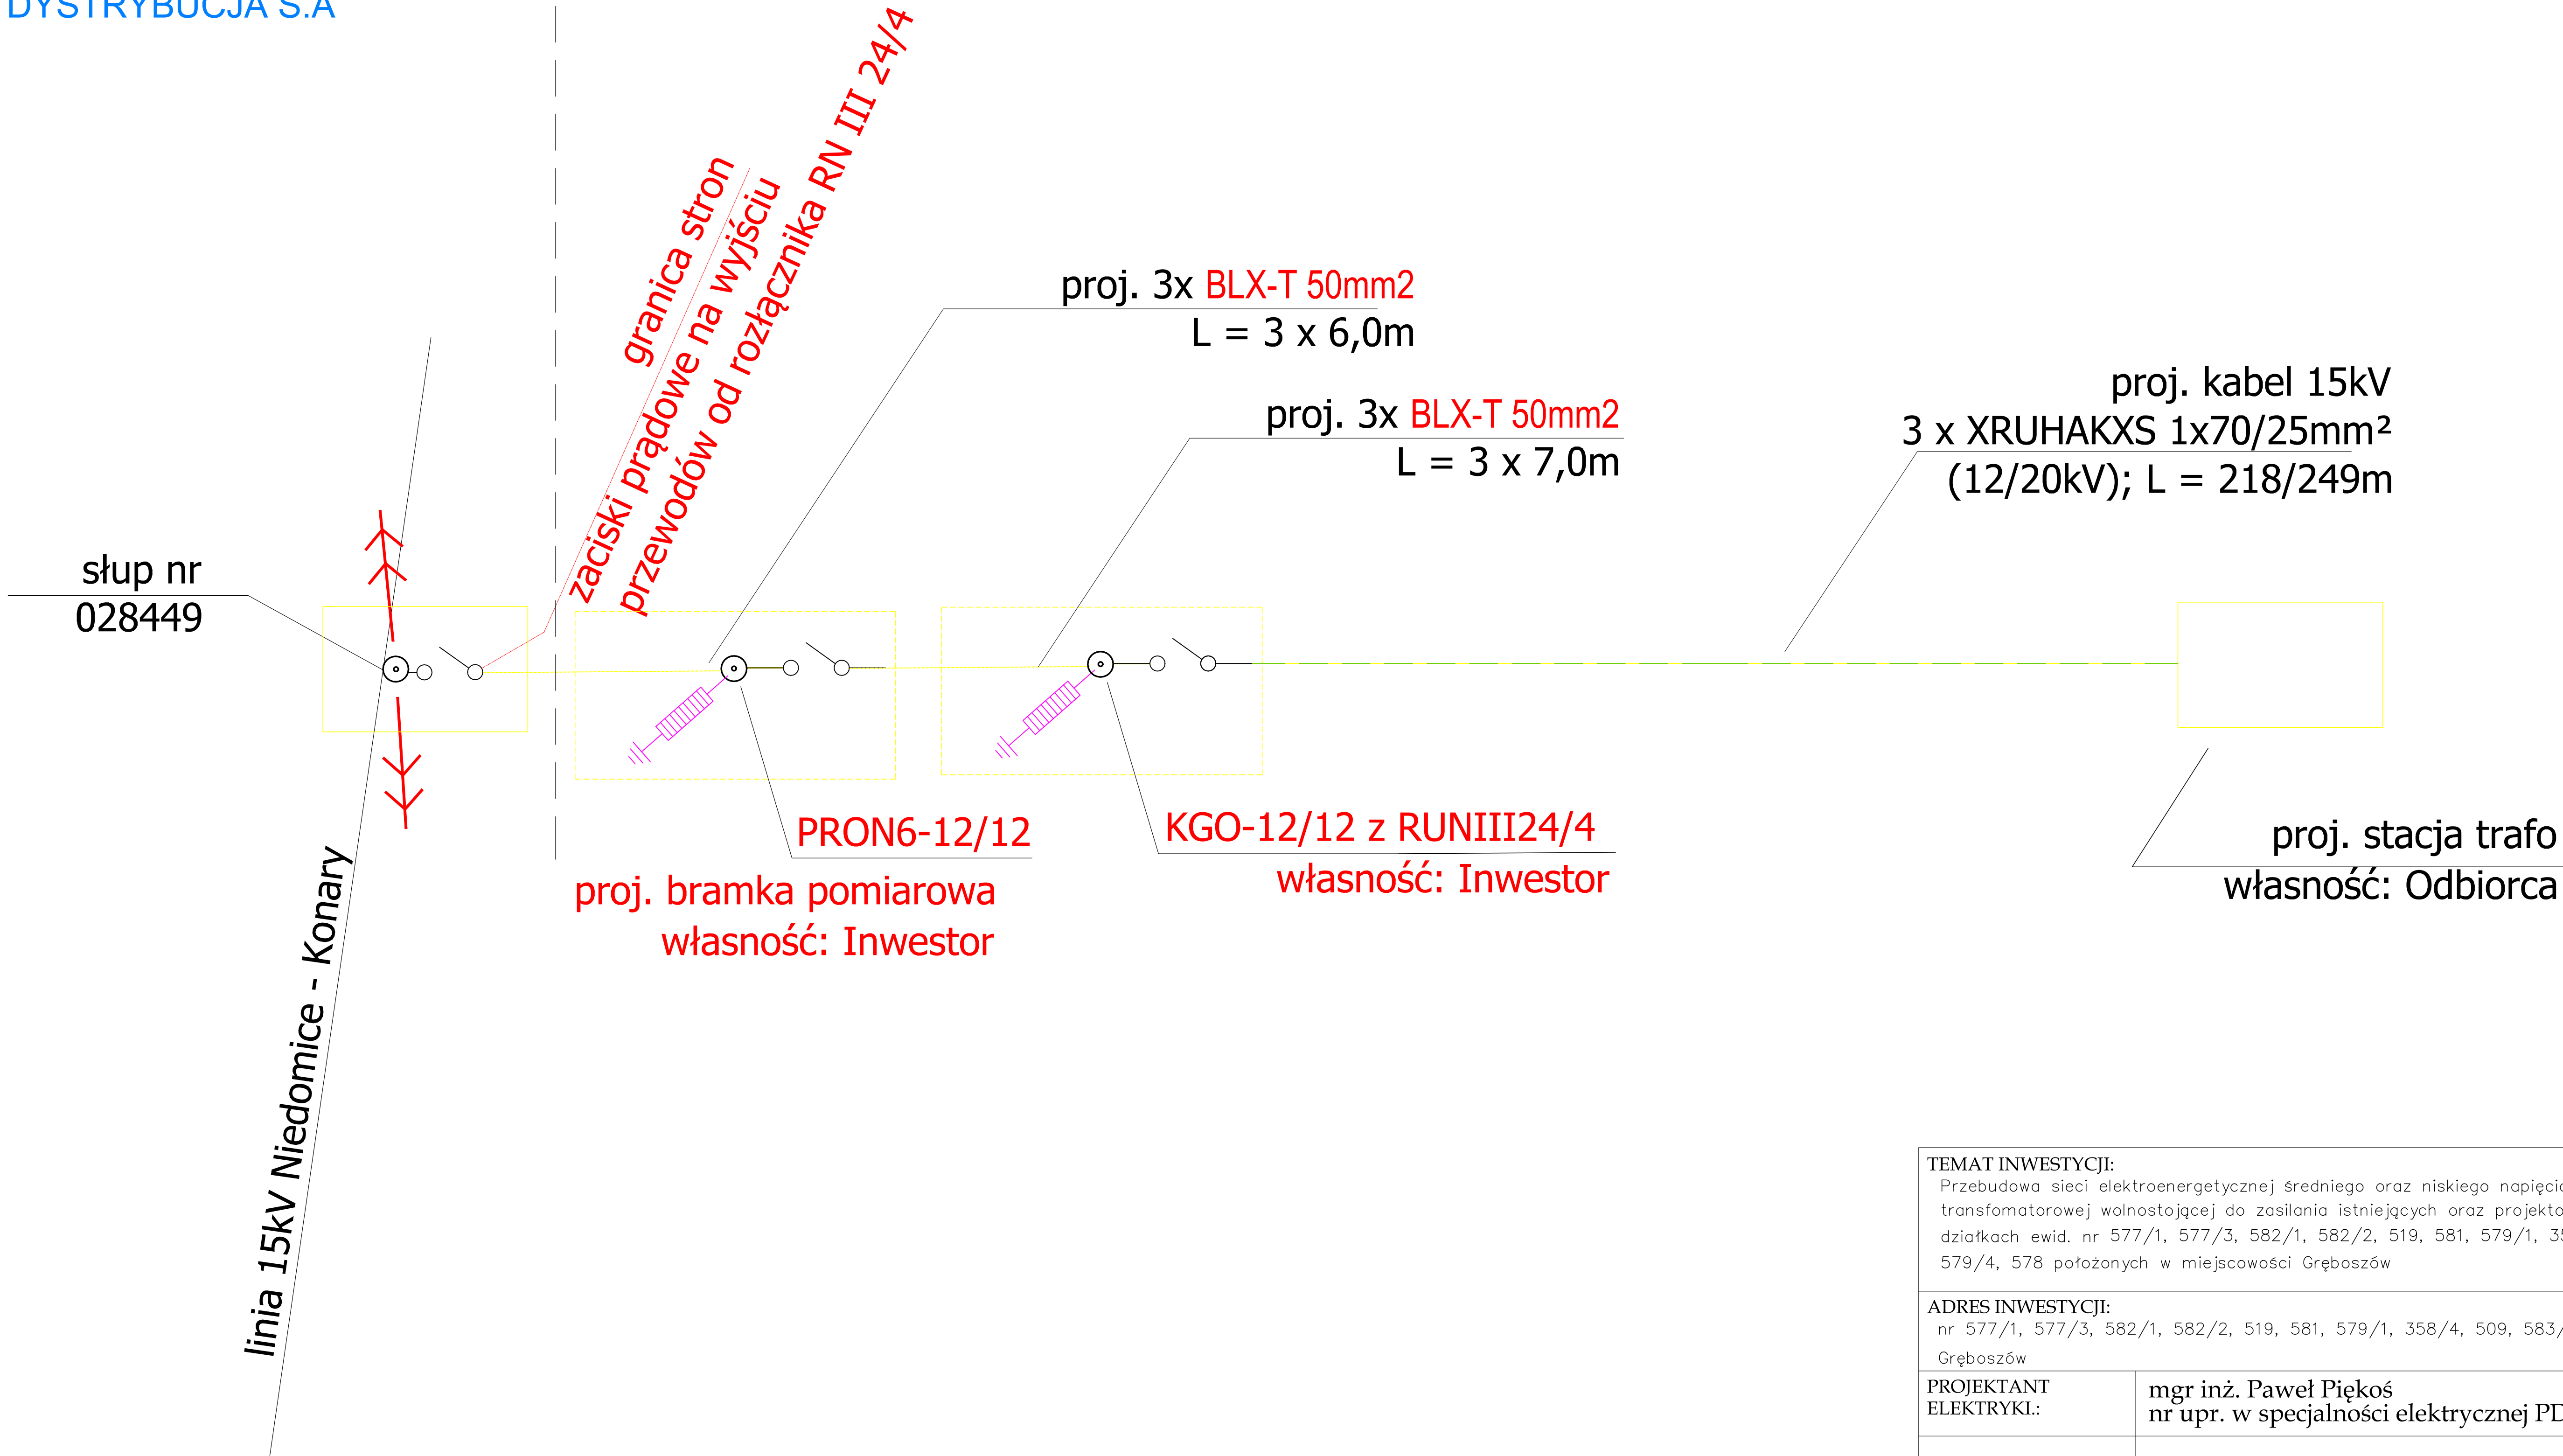 DYSTRYBUCJA S.A
granica stron
zaciski prądowe na wyjściu
przewodów od rozłącznika RN III 24/4
proj. 3x BLX-T 50mm2
L = 3 x 6,0m
proj. 3x BLX-T 50mm2
L = 3 x 7,0m
proj. kabel 15kV
3 x XRUHAKXS 1x70/25mm²
(12/20kV); L = 218/249m
słup nr
028449
PRON6-12/12
proj. bramka pomiarowa
własność: Inwestor
KGO-12/12 z RUNIII24/4
własność: Inwestor
proj. stacja trafo
własność: Odbiorca
linia 15kV Niedomice - Konary
TEMAT INWESTYCJI:
Przebudowa sieci elektroenergetycznej średniego oraz niskiego
transfomatorowej wolnostojącej do zasilania istniejących oraz
działkach ewid. nr 577/1, 577/3, 582/1, 582/2, 519, 581, 579/1,
579/4, 578 położonych w miejscowości Gręboszów
ADRES INWESTYCJI:
nr 577/1, 577/3, 582/1, 582/2, 519, 581, 579/1, 358/4, 509, 583/
Gręboszów
PROJEKTANT
ELEKTRYKI.:
mgr inż. Paweł Piękoś
nr upr. w specjalności elektrycznej